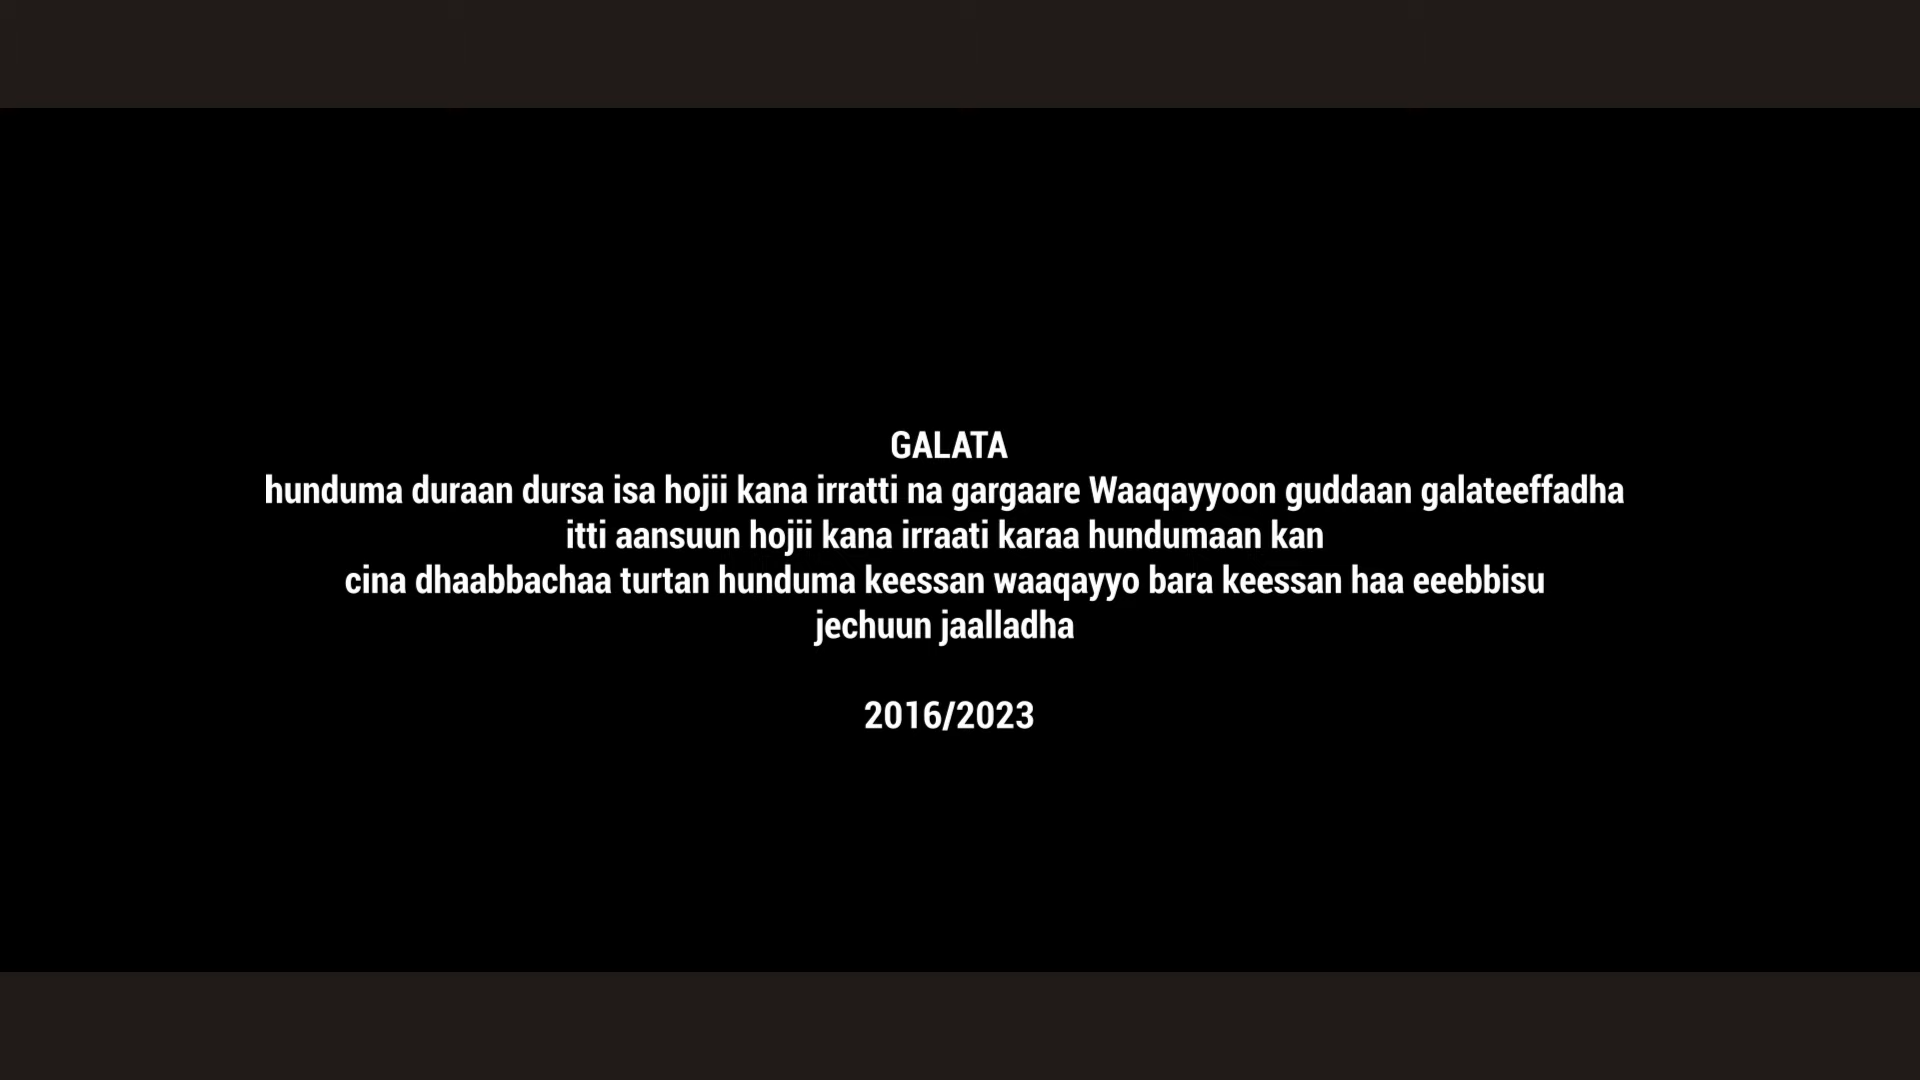 GALATA
hunduma duraan dursa isa hojii kana irratti na gargaare Waaqayyoon guddaan galateeffadha
itti aansuun hojii kana irraati karaa hundumaan kan
cina dhaabbachaa turtan hunduma keessan waaqayyo bara keessan haa eeebbisu
jechuun jaalladha
2016/2023